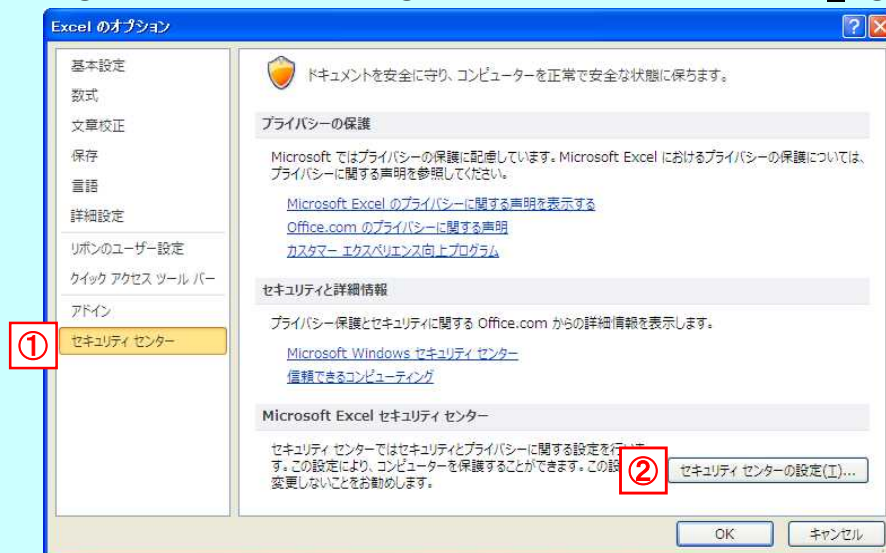 Excel のオプション
基本設定
数式
文章校正
保存
言語
詳細設定
リボンのユーザー設定
クイック アクセス ツール バー
アドイン
① セキュリティ センター
ドキュメントを安全に守り、コンピューターを正常で安全な状態に保ちます。
プライバシーの保護
Microsoft ではプライバシーの保護に配慮しています。Microsoft Excel におけるプライバシーの保護については、
プライバシーに関する声明を参照してください。
Microsoft Excel のプライバシーに関する声明を表示する
Office.com のプライバシーに関する声明
カスタマー エクスペリエンス向上プログラム
セキュリティと詳細情報
プライバシー保護とセキュリティに関する Office.com からの詳細情報を表示します。
Microsoft Windows セキュリティ センター
信頼できるコンピューティング
Microsoft Excel セキュリティ センター
セキュリティ センターではセキュリティとプライバシーに関する設定を行いま
す。この設定により、コンピューターを保護することができます。この設
変更しないことをお勧めします。
② セキュリティ センターの設定(T)...
OK
キャンセル